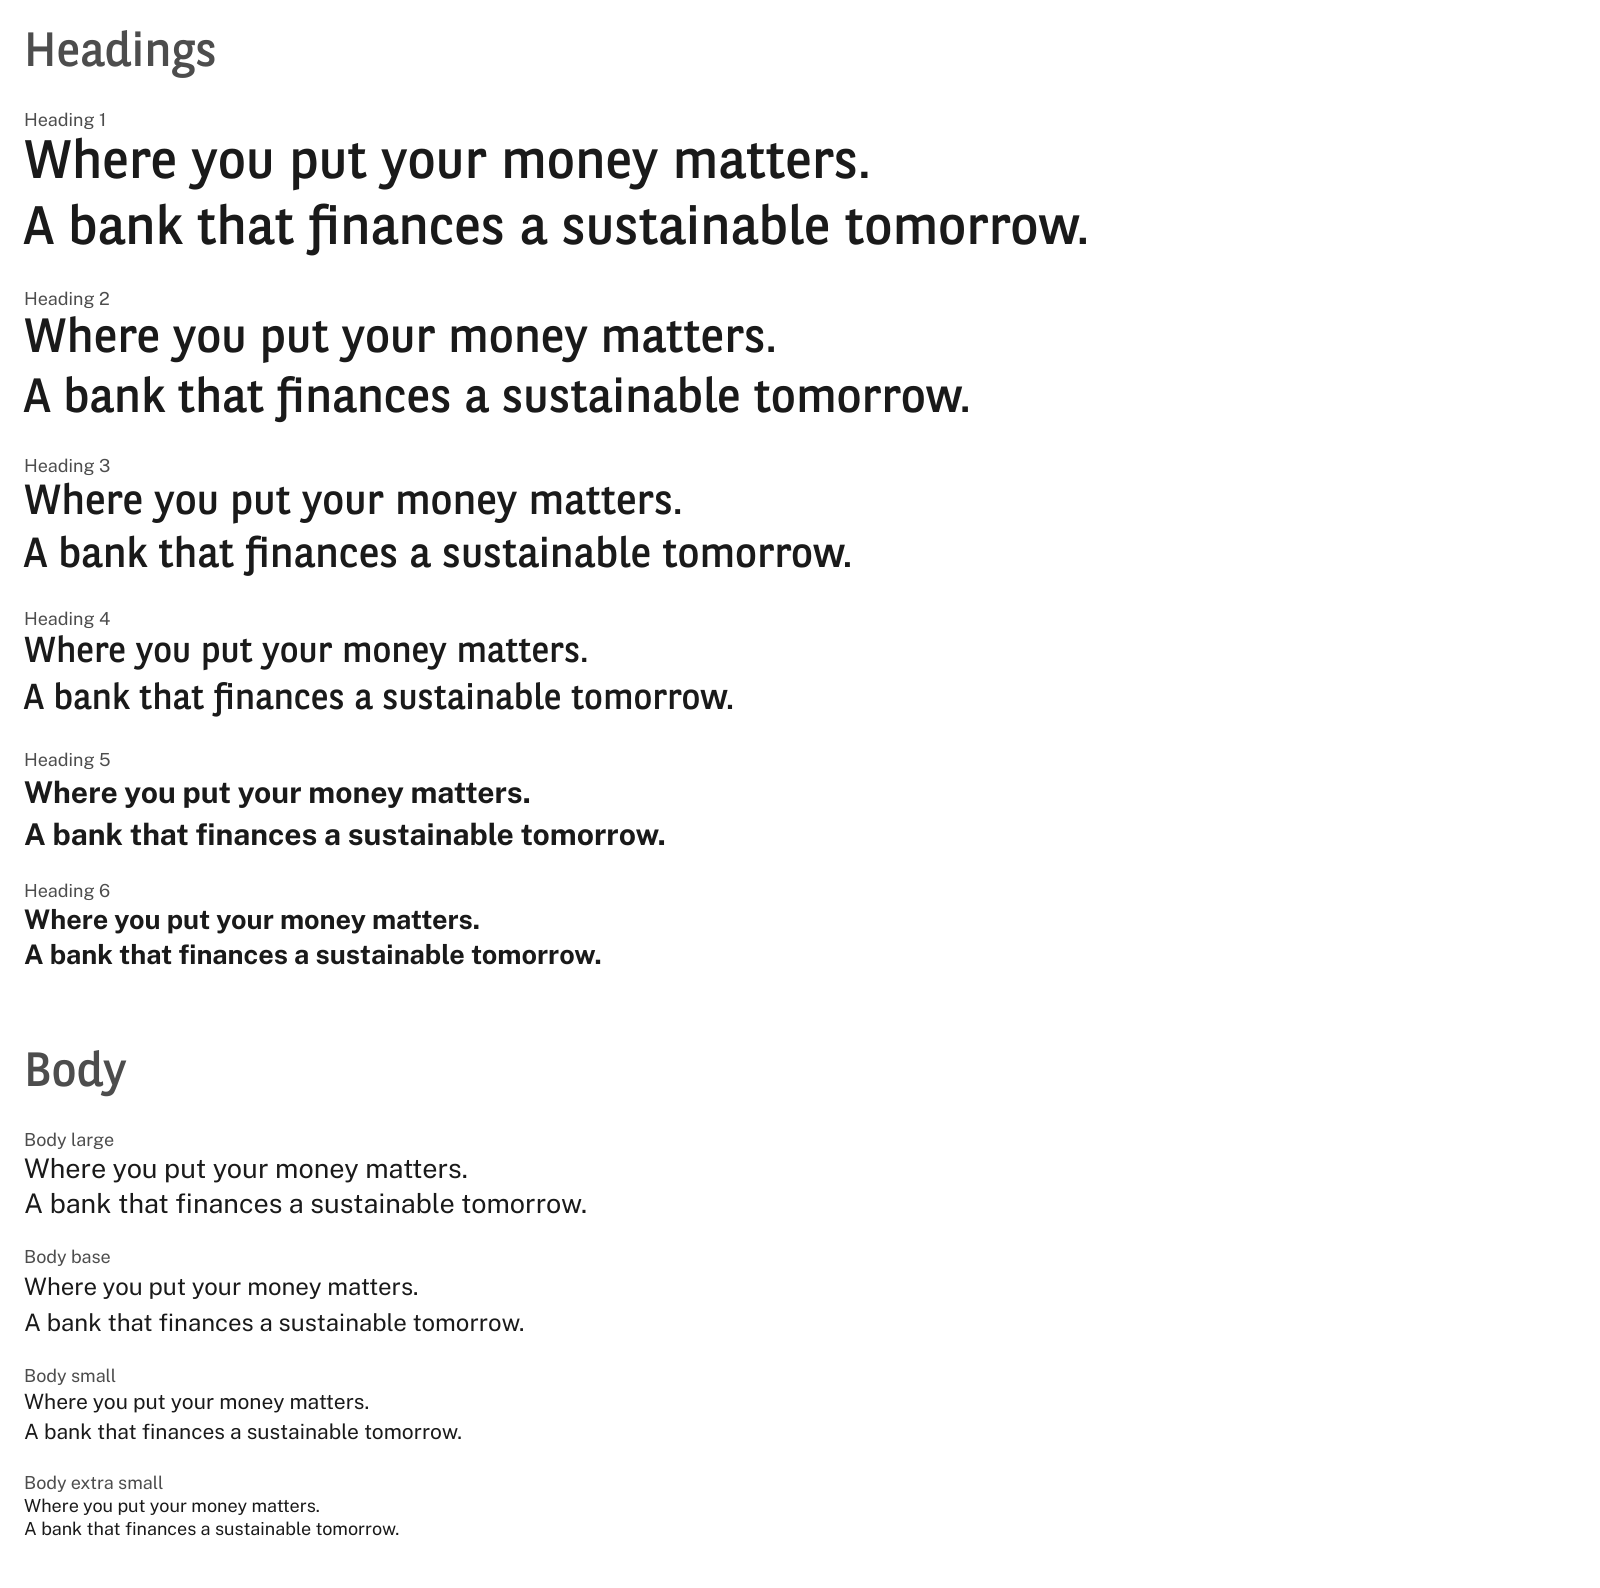 Headings
Heading 1
Where you put your money matters.
A bank that finances a sustainable tomorrow.
Heading 2
Where you put your money matters.
A bank that finances a sustainable tomorrow.
Heading 3
Where you put your money matters.
A bank that finances a sustainable tomorrow.
Heading 4
Where you put your money matters.
A bank that finances a sustainable tomorrow.
Heading 5
Where you put your money matters.
A bank that finances a sustainable tomorrow.
Heading 6
Where you put your money matters.
A bank that finances a sustainable tomorrow.
Body
Body large
Where you put your money matters.
A bank that finances a sustainable tomorrow.
Body base
Where you put your money matters.
A bank that finances a sustainable tomorrow.
Body small
Where you put your money matters.
A bank that finances a sustainable tomorrow.
Body extra small
Where you put your money matters.
A bank that finances a sustainable tomorrow.